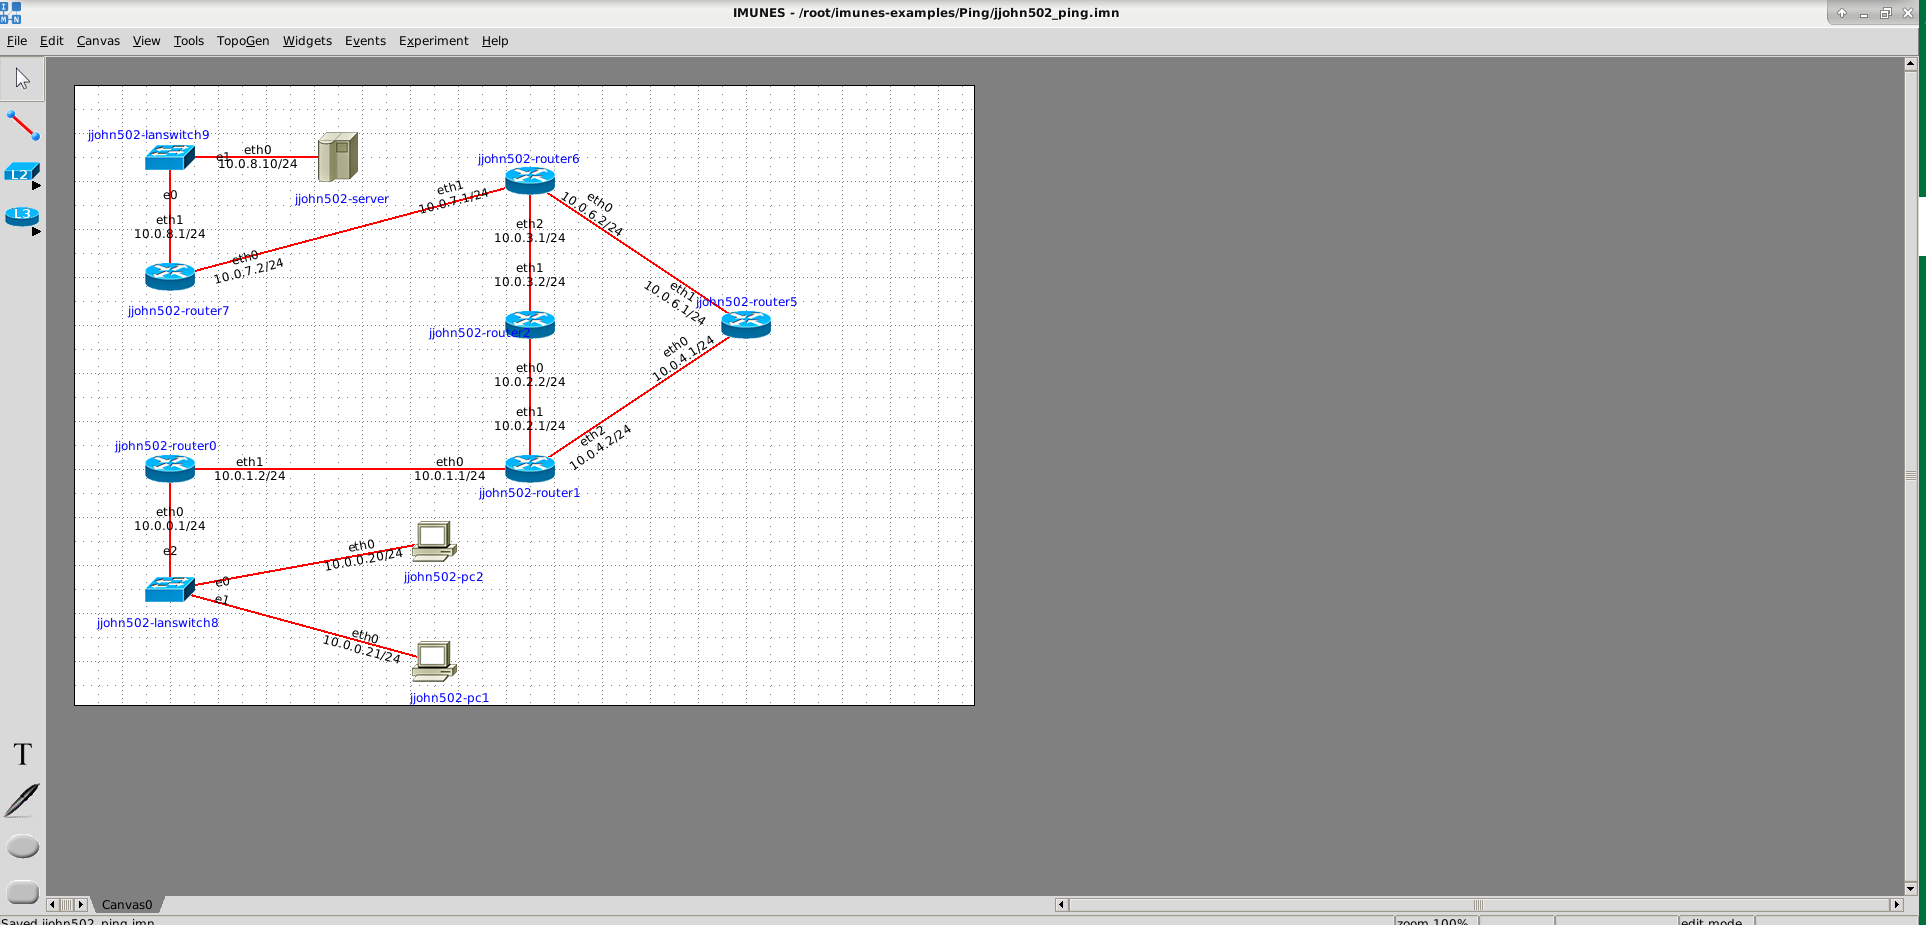 IMUNES - /root/imunes-examples/Ping/jjohn502_ping.imn
File Edit Canvas View Tools TopoGen Widgets Events Experiment Help
jjohn502-lanswitch9
e1
eth0
10.0.8.10/24
jjohn502-server
e0
eth1
10.0.8.1/24
jjohn502-router7
eth0
10.0.7.2/24
eth1
10.0.7.1/24
jjohn502-router6
eth0
10.0.6.2/24
eth2
10.0.3.1/24
eth1
10.0.3.2/24
eth1
10.0.6.1/24
jjohn502-router5
jjohn502-router2
eth0
10.0.4.1/24
eth0
10.0.2.2/24
eth1
10.0.2.1/24
eth2
10.0.4.2/24
jjohn502-router0
eth1
10.0.1.2/24
eth0
10.0.1.1/24
jjohn502-router1
eth0
10.0.0.1/24
e2
eth0
10.0.0.20/24
jjohn502-pc2
e0
e1
jjohn502-lanswitch8
eth0
10.0.0.21/24
jjohn502-pc1
L2
L3
T
Canvas0
Saved jjohn502_ping.imn
zoom 100%
edit mode